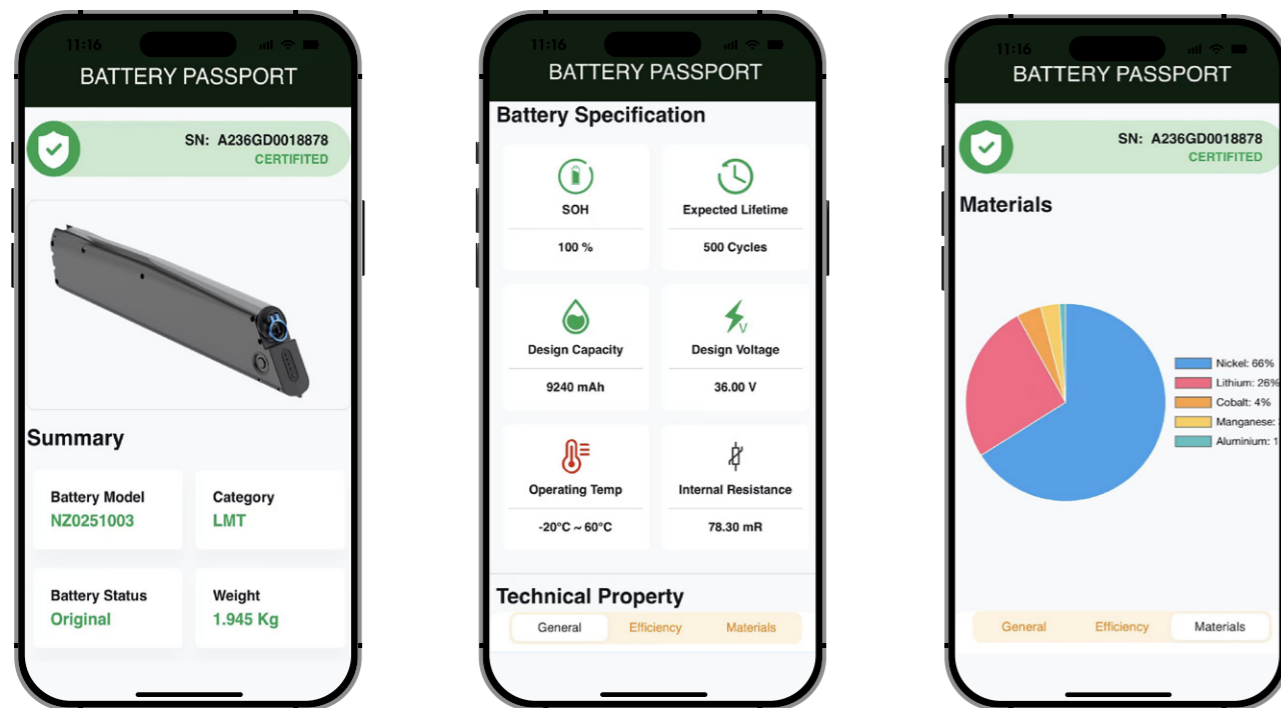 11:16
BATTERY PASSPORT
SN: A236GD0018878
CERTIFITED
Summary
Battery Model
NZ0251003
Category
LMT
Battery Status
Original
Weight
1.945 Kg
11:16
BATTERY PASSPORT
Battery Specification
SOH
100 %
Expected Lifetime
500 Cycles
Design Capacity
9240 mAh
V
Design Voltage
36.00 V
Operating Temp
-20°C ~ 60°C
Internal Resistance
78.30 mR
Technical Property
General Efficiency Materials
11:16
BATTERY PASSPORT
SN: A236GD0018878
CERTIFITED
Materials
Nickel: 66%
Lithium: 26%
Cobalt: 4%
Manganese:
Aluminium: 1
General Efficiency Materials